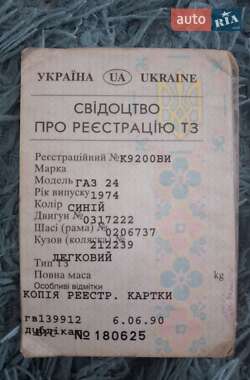 auto RIA.com
УКРАЇНА UA UKRAINE
СВІДОЦТВО
ПРО РЕЄСТРАЦІЮ ТЗ
Реєстраційний № К9200ВИ
Марка
Модель ГАЗ 24
Рік випуску 1974
Колір СИНІЙ
Двигун № 0317222
Шасі (рама) № 0206737
Кузов (коляска) № 212239
ЛЕГКОВИЙ
Тип ТЗ
Повна маса kg
Особливі відмітки
КОПІЯ РЕЄСТР. КАРТКИ
гв139912 6.06.90
дублікат
№ 180625